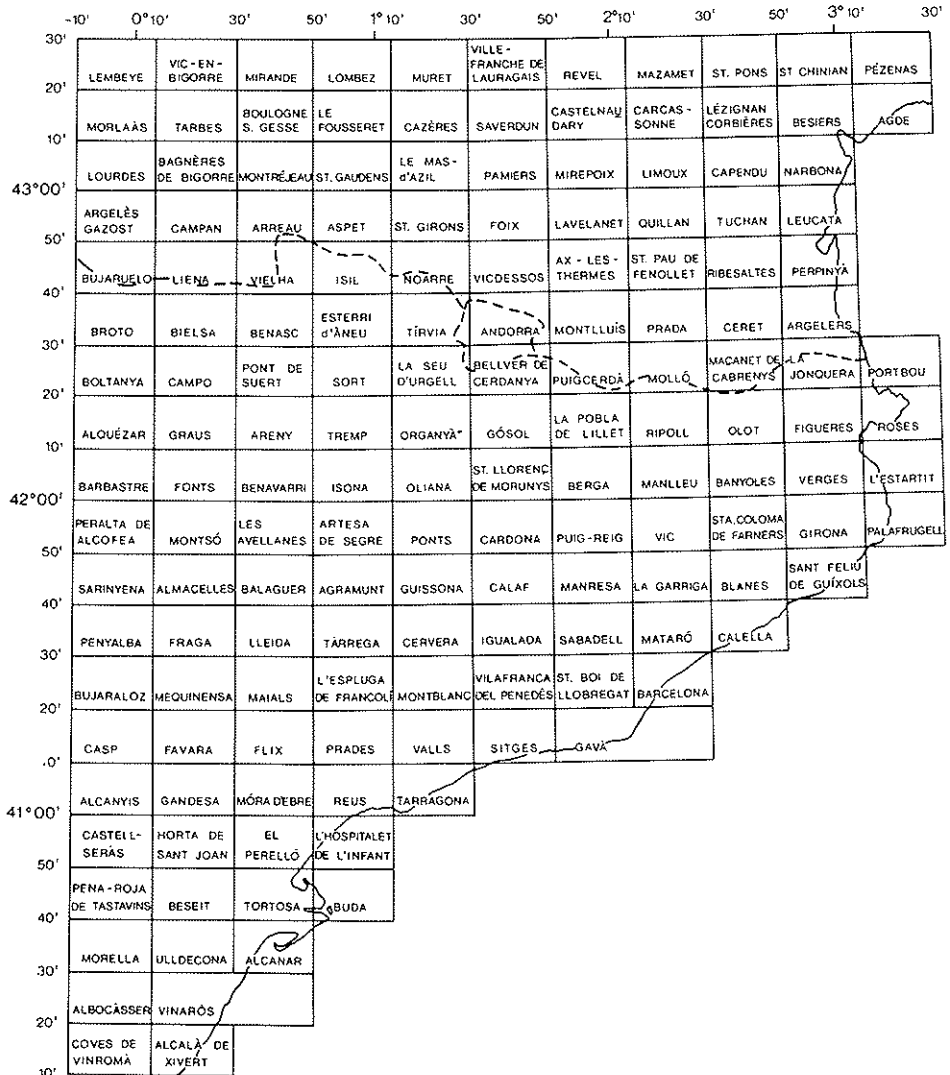 -10' 0°10' 30' 50' 1°10' 30' 50' 2°10' 30' 50' 3°10' 30'
30'
LEMBEYE VIC-EN-BIGORRE MIRANDE LOMBEZ MURET VILLE-FRANCHE DE LAURAGAIS REVEL MAZAMET ST. PONS ST CHINIAN PÉZENAS
20'
MORLAÀS TARBES BOULOGNE S. GESSE LE FOUSSERET CAZÈRES SAVERDUN CASTELNAUDARY CARCAS-SONNE LÉZIGNAN CORBIÈRES BESIERS AGDE
10'
LOURDES BAGNÈRES DE BIGORRE MONTRÉJEAU ST. GAUDENS LE MAS-d'AZIL PAMIERS MIREPOIX LIMOUX CAPENDU NARBONA
43°00'
ARGELÈS GAZOST CAMPAN ARREAU ASPET ST. GIRONS FOIX LAVELANET QUILLAN TUCHAN LEUCATA
50'
BUJARUELO LIENA VIELHA ISIL NOARRE VICDESSOS AX-LES-THERMES ST. PAU DE FENOLLET RIBESALTES PERPINYÀ
40'
BROTO BIELSA BENASC ESTERRI d'ÀNEU TÍRVIA ANDORRA MONTLLUÍS PRADA CERET ARGELERS
30'
BOLTANYA CAMPO PONT DE SUERT SORT LA SEU D'URGELL BELLVER DE CERDANYA PUIGCERDÀ MOLLÓ MAÇANET DE CABRENYS LA JONQUERA PORTBOU
20'
ALQUÉZAR GRAUS ARENY TREMP ORGANYÀ GÓSOL LA POBLA DE LILLET RIPOLL OLOT FIGUERES ROSES
10'
BARBASTRE FONTS BENAVARRI ISONA OLIANA ST. LLORENÇ DE MORUNYS BERGA MANLLEU BANYOLES VERGES L'ESTARTIT
42°00'
PERALTA DE ALCOFEA MONTSÓ LES AVELLANES ARTESA DE SEGRE PONTS CARDONA PUIG-REIG VIC STA. COLOMA DE FARNERS GIRONA PALAFRUGELL
50'
SARINYENA ALMACELLES BALAGUER AGRAMUNT GUISSONA CALAF MANRESA LA GARRIGA BLANES SANT FELIU DE GUÍXOLS
40'
PENYALBA FRAGA LLEIDA TÀRREGA CERVERA IGUALADA SABADELL MATARÓ CALELLA
30'
BUJARALOZ MEQUINENSA MAIALS L'ESPLUGA DE FRANCOLÍ MONTBLANC VILAFRANCA DEL PENEDÈS ST. BOI DE LLOBREGAT BARCELONA
20'
CASP FAVARA FLIX PRADES VALLS SITGES GAVÀ
.0'
ALCANYIS GANDESA MÓRA D'EBRE REUS TARRAGONA
41°00'
CASTELL-SERÀS HORTA DE SANT JOAN EL PERELLÓ L'HOSPITALET DE L'INFANT
50'
PENA-ROJA DE TASTAVINS BESEIT TORTOSA BUDA
40'
MORELLA ULLDECONA ALCANAR
30'
ALBOCÀSSER VINARÒS
20'
COVES DE VINROMÀ ALCALÀ DE XIVERT
10'